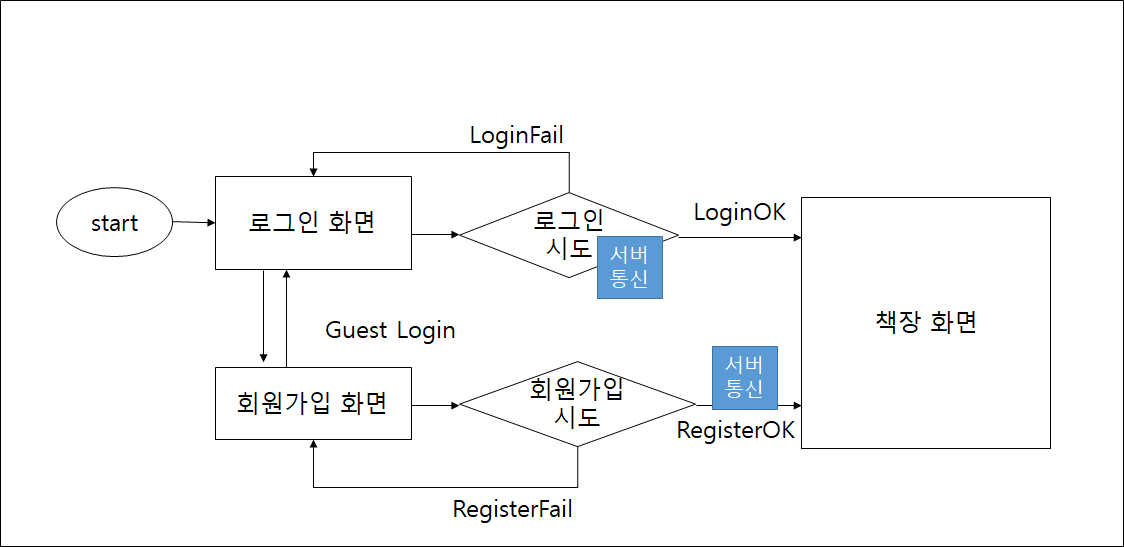 LoginFail
start
로그인 화면
로그인
시도
서버
통신
LoginOK
책장 화면
Guest Login
회원가입 화면
회원가입
시도
서버
통신
RegisterOK
RegisterFail